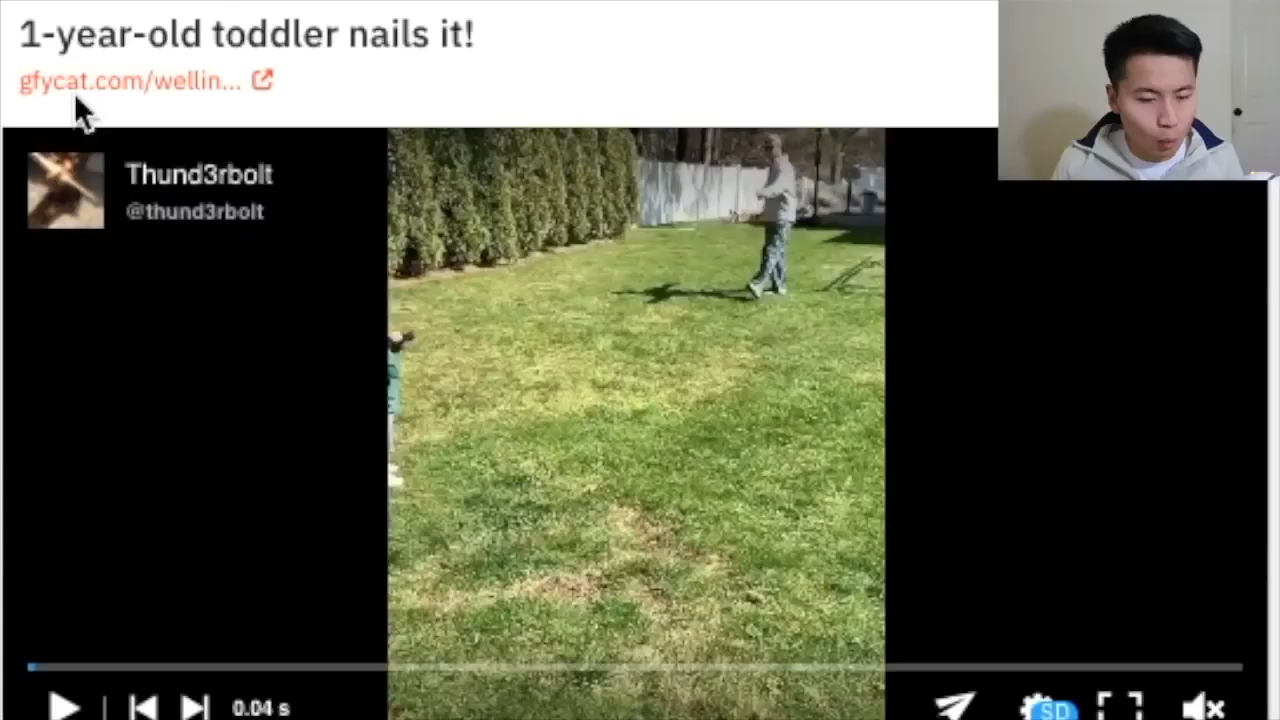 1-year-old toddler nails it!
gfycat.com/wellin...
Thund3rbolt
@thund3rbolt
0.04 s
SD